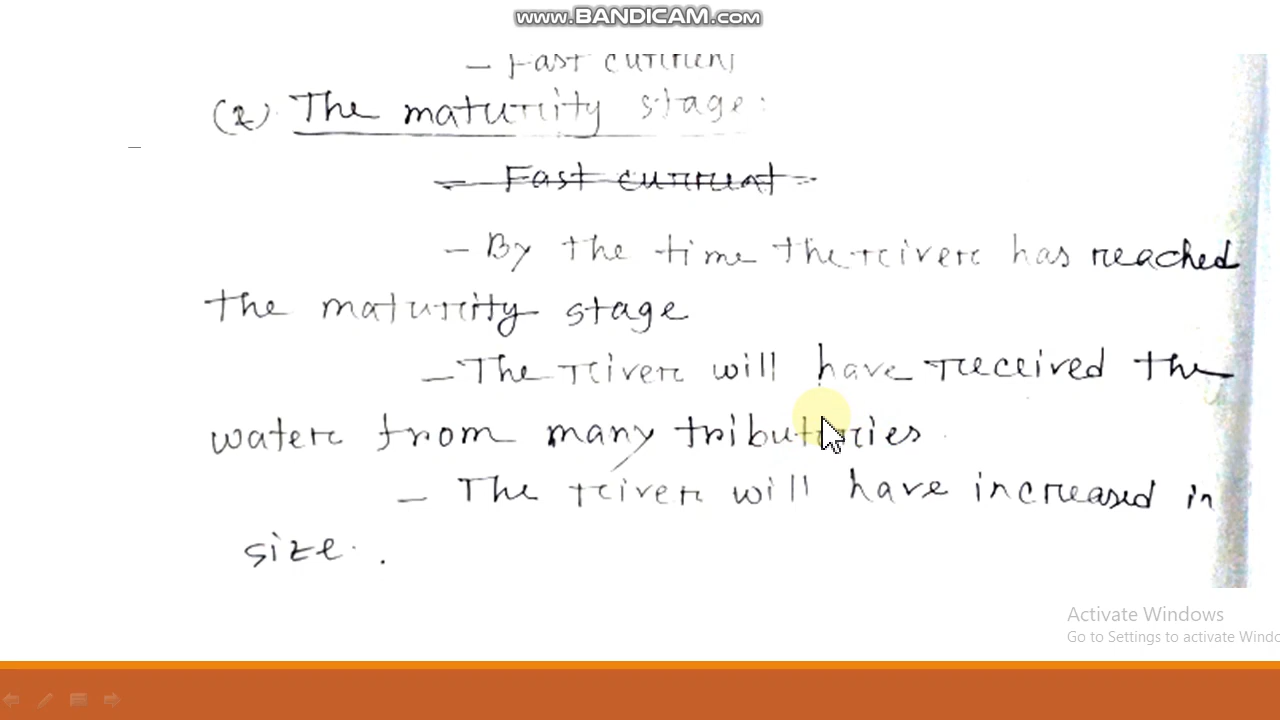 www.BANDICAM.com
- Fast current
(2) The maturity stage:
- Fast current -
- By the time the river has reached
the maturity stage
- The river will have received the
water from many tributaries
- The river will have increased in
size.
Activate Windows
Go to Settings to activate Windo